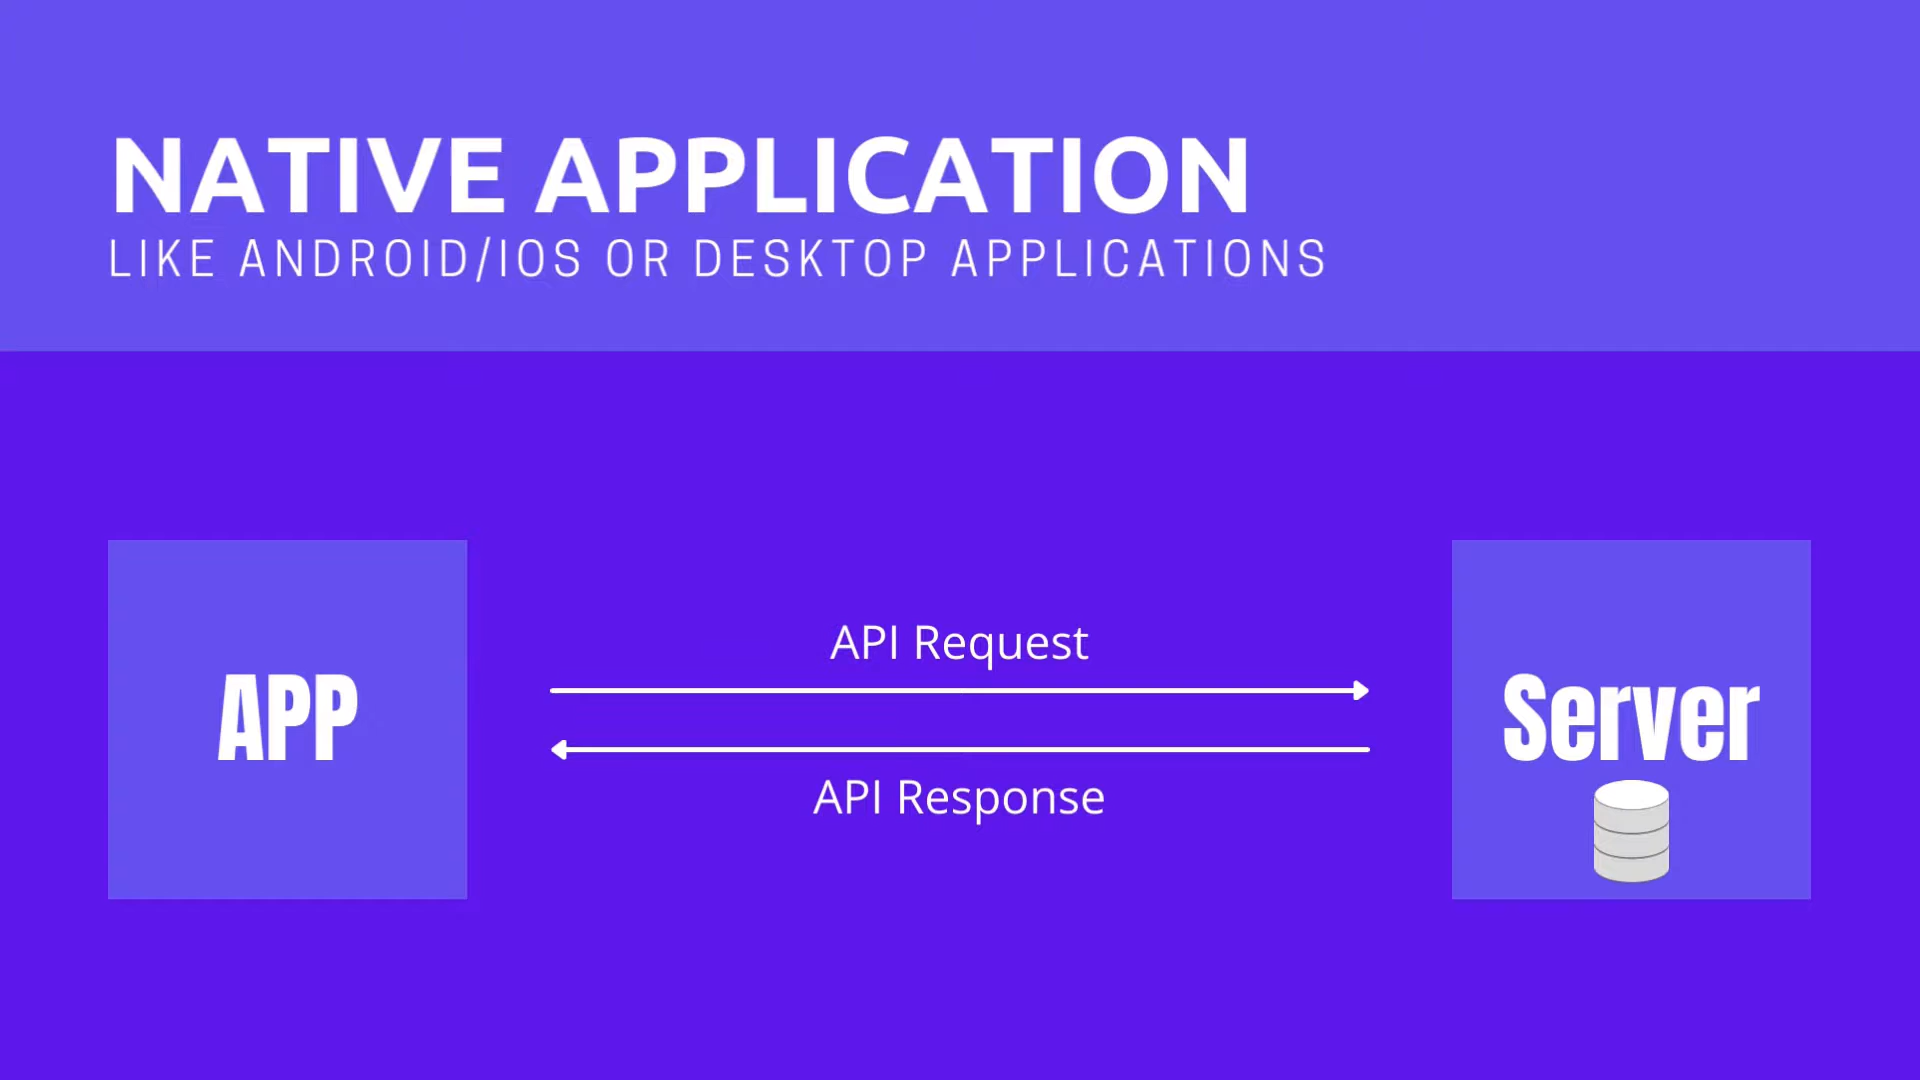 NATIVE APPLICATION
LIKE ANDROID/IOS OR DESKTOP APPLICATIONS
API Request
APP
Server
API Response